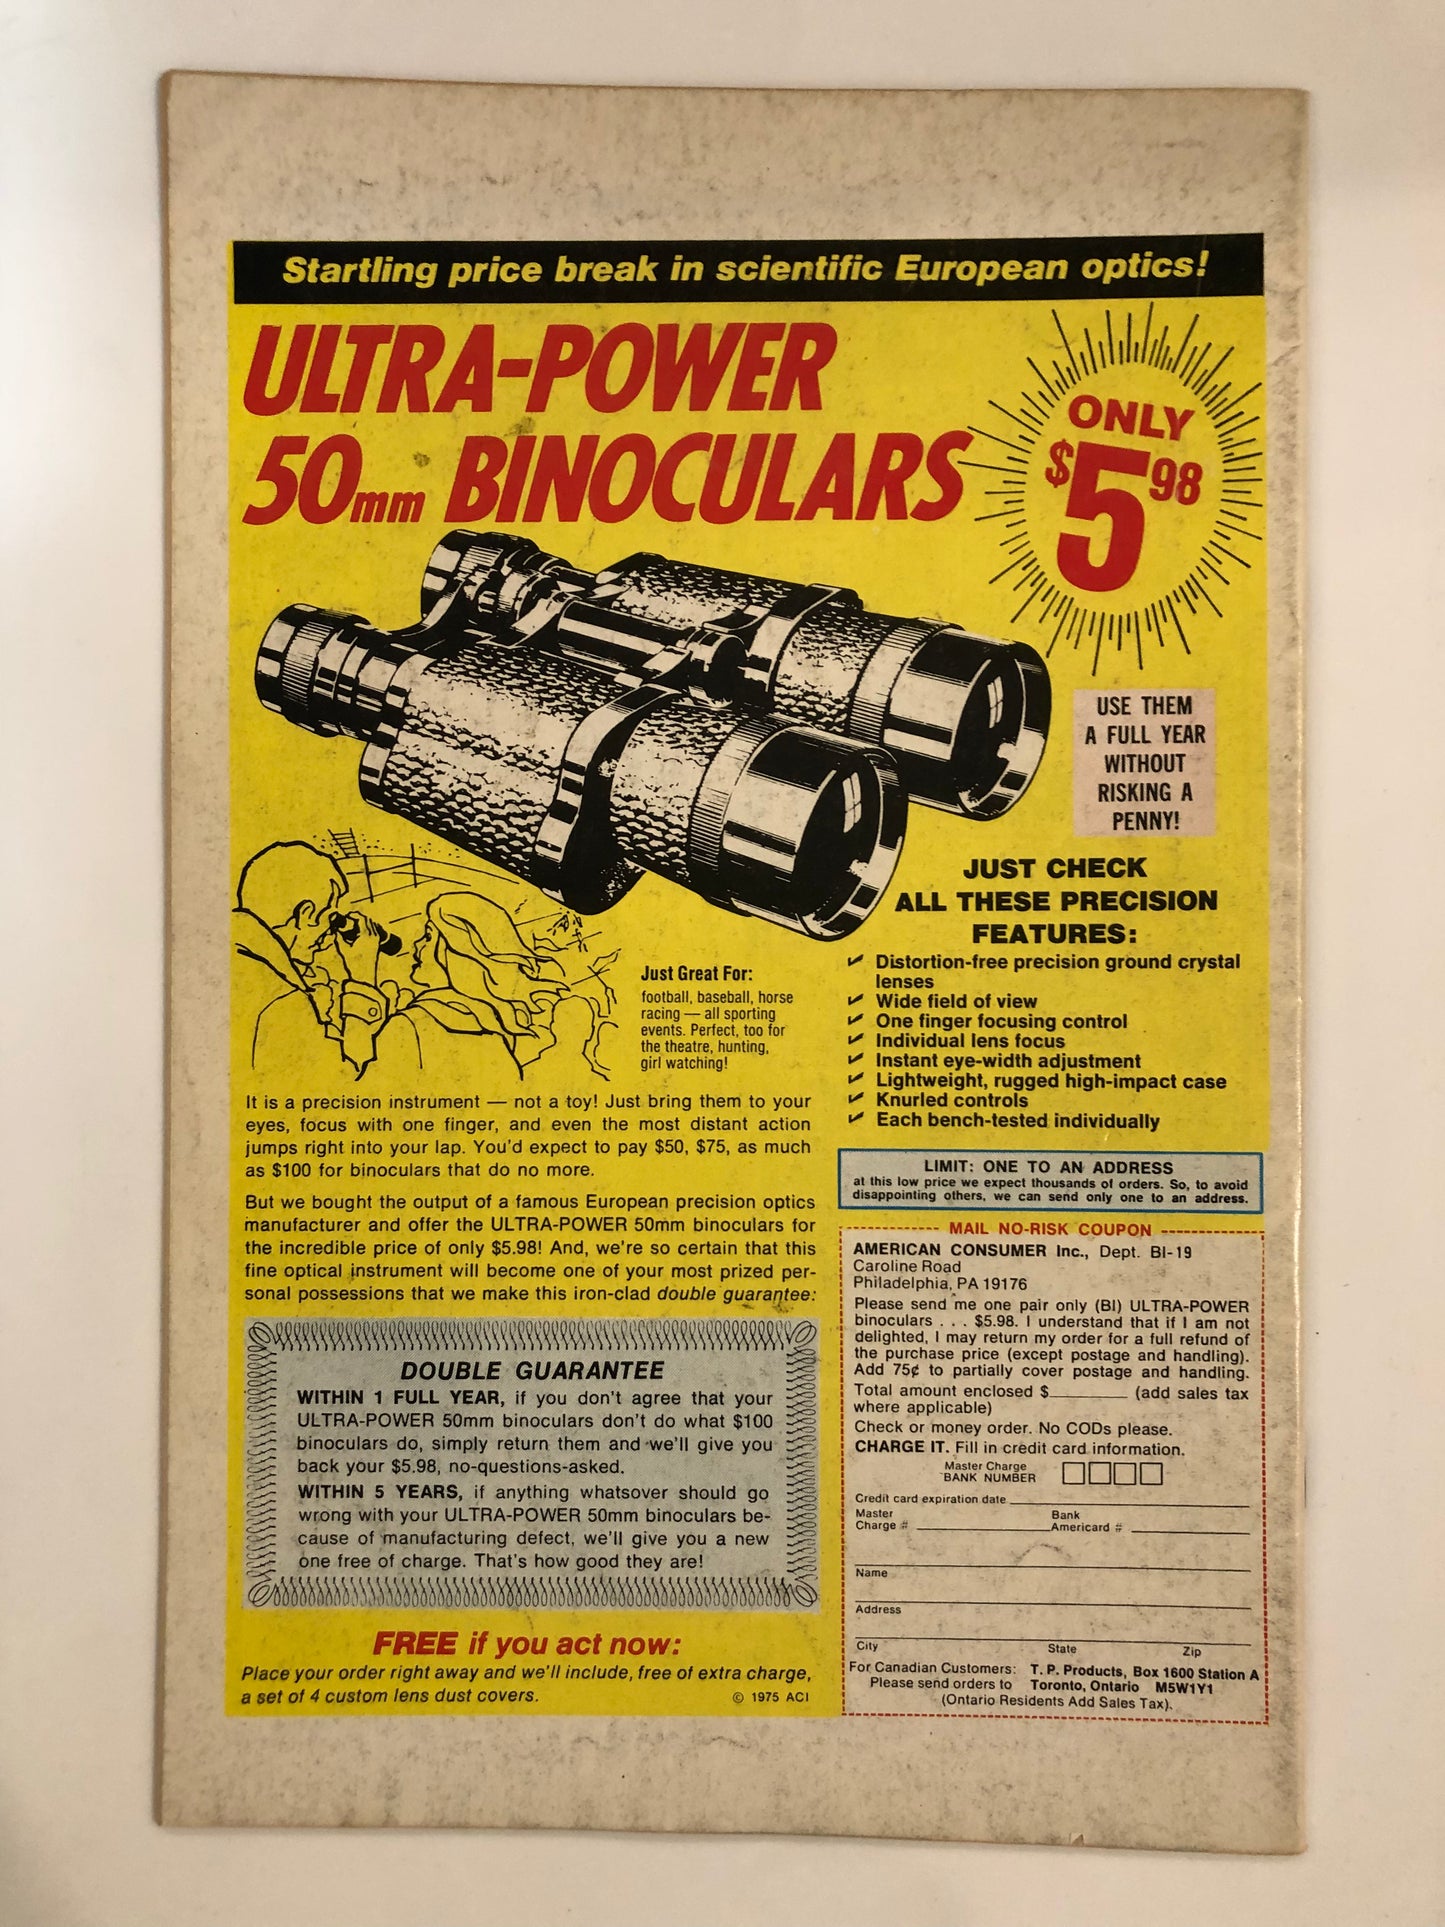 Startling price break in scientific European optics!
ULTRA-POWER
50mm BINOCULARS
ONLY
$5 98
USE THEM
A FULL YEAR
WITHOUT
RISKING A
PENNY!
JUST CHECK
ALL THESE PRECISION
FEATURES:
✔ Distortion-free precision ground crystal
lenses
✔ Wide field of view
✔ One finger focusing control
✔ Individual lens focus
✔ Instant eye-width adjustment
✔ Lightweight, rugged high-impact case
✔ Knurled controls
✔ Each bench-tested individually
Just Great For:
football, baseball, horse
racing — all sporting
events. Perfect, too for
the theatre, hunting,
girl watching!
It is a precision instrument — not a toy! Just bring them to your
eyes, focus with one finger, and even the most distant action
jumps right into your lap. You'd expect to pay $50, $75, as much
as $100 for binoculars that do no more.
But we bought the output of a famous European precision optics
manufacturer and offer the ULTRA-POWER 50mm binoculars for
the incredible price of only $5.98! And, we're so certain that this
fine optical instrument will become one of your most prized per-
sonal possessions that we make this iron-clad double guarantee:
DOUBLE GUARANTEE
WITHIN 1 FULL YEAR, if you don't agree that your
ULTRA-POWER 50mm binoculars don't do what $100
binoculars do, simply return them and we'll give you
back your $5.98, no-questions-asked.
WITHIN 5 YEARS, if anything whatsover should go
wrong with your ULTRA-POWER 50mm binoculars be-
cause of manufacturing defect, we'll give you a new
one free of charge. That's how good they are!
FREE if you act now:
Place your order right away and we'll include, free of extra charge,
a set of 4 custom lens dust covers.
© 1975 ACI
LIMIT: ONE TO AN ADDRESS
at this low price we expect thousands of orders. So, to avoid
disappointing others, we can send only one to an address.
MAIL NO-RISK COUPON
AMERICAN CONSUMER Inc., Dept. BI-19
Caroline Road
Philadelphia, PA 19176
Please send me one pair only (BI) ULTRA-POWER
binoculars . . . $5.98. I understand that if I am not
delighted, I may return my order for a full refund of
the purchase price (except postage and handling).
Add 75¢ to partially cover postage and handling.
Total amount enclosed $________ (add sales tax
where applicable)
Check or money order. No CODs please.
CHARGE IT. Fill in credit card information.
Master Charge
BANK NUMBER
Credit card expiration date
Master Bank
Charge # Americard #
Name
Address
City State Zip
For Canadian Customers: T. P. Products, Box 1600 Station A
Please send orders to Toronto, Ontario M5W1Y1
(Ontario Residents Add Sales Tax).